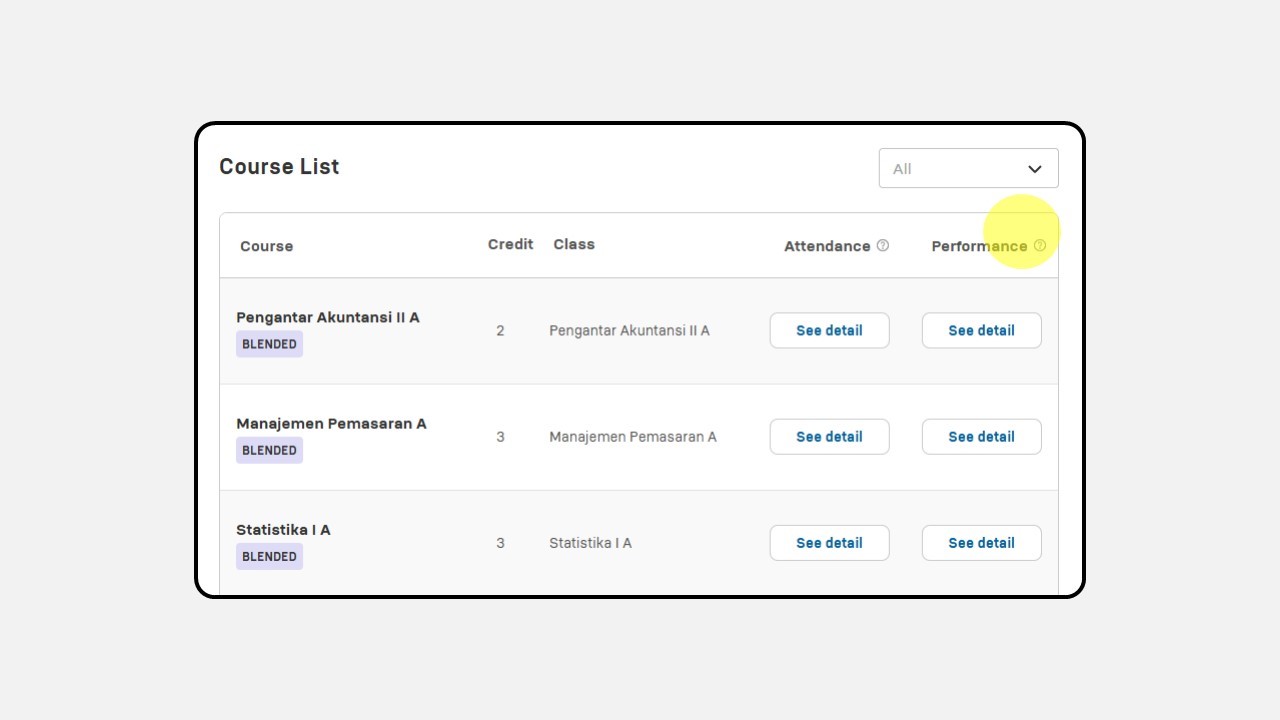 Course List
All
Course Credit Class Attendance Performance
Pengantar Akuntansi II A
BLENDED
2 Pengantar Akuntansi II A See detail See detail
Manajemen Pemasaran A
BLENDED
3 Manajemen Pemasaran A See detail See detail
Statistika I A
BLENDED
3 Statistika I A See detail See detail